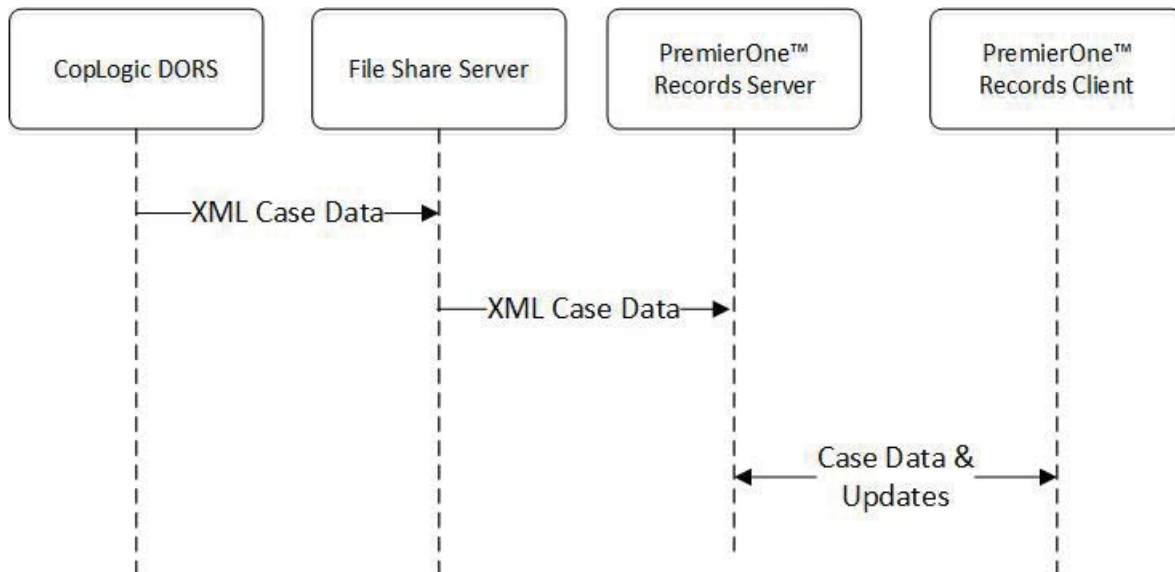 CopLogic DORS
File Share Server
PremierOne™
Records Server
PremierOne™
Records Client
XML Case Data
XML Case Data
Case Data &
Updates